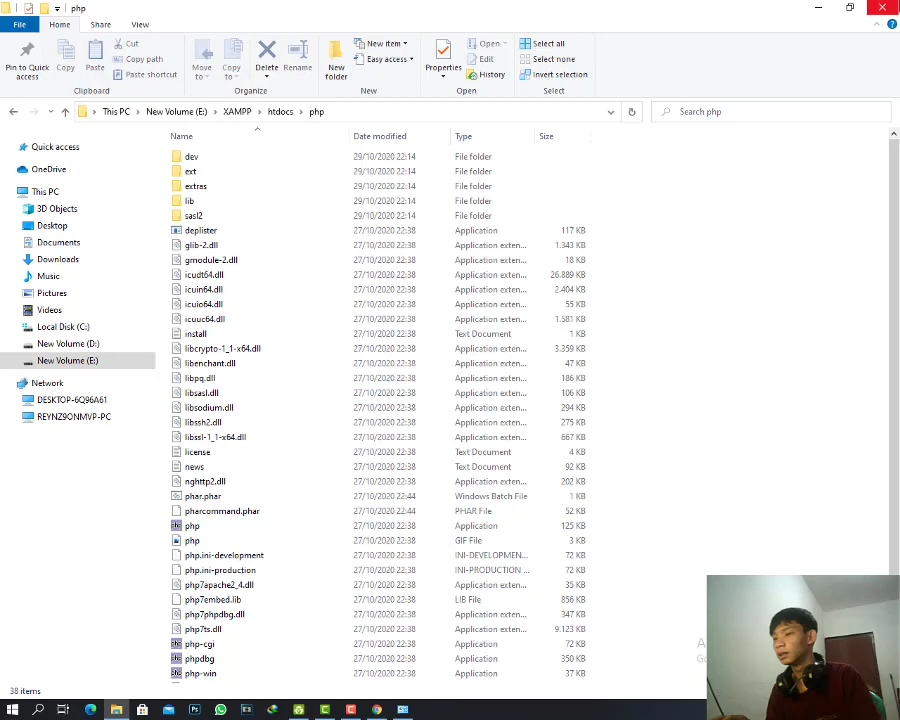 php
File Home Share View
Pin to Quick access
Copy
Paste
Cut
Copy path
Paste shortcut
Clipboard
Move to
Copy to
Delete
Rename
Organize
New folder
New item
Easy access
New
Properties
Open
Edit
History
Open
Select all
Select none
Invert selection
Select
This PC > New Volume (E:) > XAMPP > htdocs > php
Search php
Quick access
OneDrive
This PC
3D Objects
Desktop
Documents
Downloads
Music
Pictures
Videos
Local Disk (C:)
New Volume (D:)
New Volume (E:)
Network
DESKTOP-6Q96A61
REYNZ9ONMVP-PC
Name Date modified Type Size
dev 29/10/2020 22:14 File folder
ext 29/10/2020 22:14 File folder
extras 29/10/2020 22:14 File folder
lib 29/10/2020 22:14 File folder
sasl2 29/10/2020 22:14 File folder
deplister 27/10/2020 22:38 Application 117 KB
glib-2.dll 27/10/2020 22:38 Application exten... 1.343 KB
gmodule-2.dll 27/10/2020 22:38 Application exten... 18 KB
icudt64.dll 27/10/2020 22:38 Application exten... 26.889 KB
icuin64.dll 27/10/2020 22:38 Application exten... 2.404 KB
icuio64.dll 27/10/2020 22:38 Application exten... 55 KB
icuuc64.dll 27/10/2020 22:38 Application exten... 1.581 KB
install 27/10/2020 22:38 Text Document 1 KB
libcrypto-1_1-x64.dll 27/10/2020 22:38 Application exten... 3.359 KB
libenchant.dll 27/10/2020 22:38 Application exten... 47 KB
libpq.dll 27/10/2020 22:38 Application exten... 186 KB
libsasl.dll 27/10/2020 22:38 Application exten... 106 KB
libsodium.dll 27/10/2020 22:38 Application exten... 294 KB
libssh2.dll 27/10/2020 22:38 Application exten... 275 KB
libssl-1_1-x64.dll 27/10/2020 22:38 Application exten... 667 KB
license 27/10/2020 22:38 Text Document 4 KB
news 27/10/2020 22:38 Text Document 92 KB
nghttp2.dll 27/10/2020 22:38 Application exten... 202 KB
phar.phar 27/10/2020 22:44 Windows Batch File 1 KB
pharcommand.phar 27/10/2020 22:44 PHAR File 52 KB
php 27/10/2020 22:38 Application 125 KB
php 27/10/2020 22:38 GIF File 3 KB
php.ini-development 27/10/2020 22:38 INI-DEVELOPMEN... 72 KB
php.ini-production 27/10/2020 22:38 INI-PRODUCTION ... 72 KB
php7apache2_4.dll 27/10/2020 22:38 Application exten... 35 KB
php7embed.lib 27/10/2020 22:38 LIB File 856 KB
php7phpdbg.dll 27/10/2020 22:38 Application exten... 347 KB
php7ts.dll 27/10/2020 22:38 Application exten... 9.123 KB
php-cgi 27/10/2020 22:38 Application 72 KB
phpdbg 27/10/2020 22:38 Application 350 KB
php-win 27/10/2020 22:38 Application 37 KB
38 items